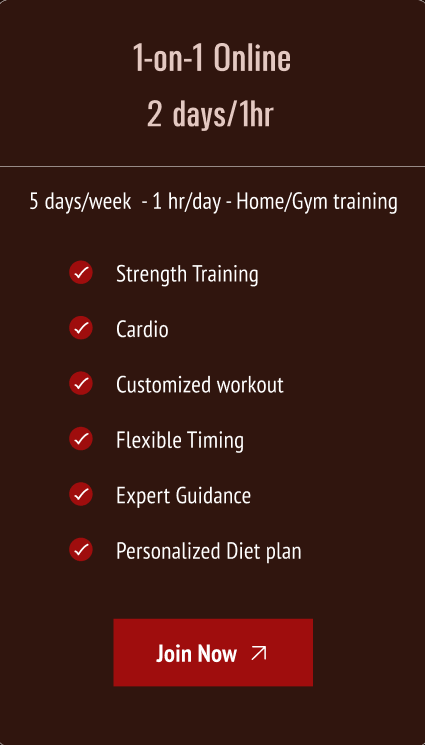 1-on-1 Online
2 days/1hr
5 days/week - 1 hr/day - Home/Gym training
Strength Training
Cardio
Customized workout
Flexible Timing
Expert Guidance
Personalized Diet plan
Join Now